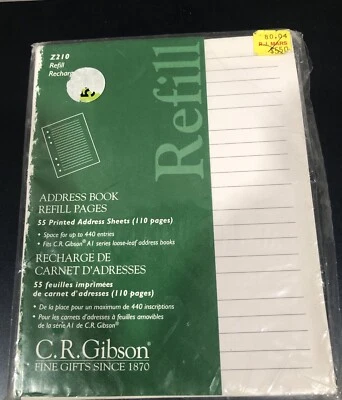 Z210
Refill
Recharge
R.J. MARS
Refill
ADDRESS BOOK
REFILL PAGES
55 Printed Address Sheets (110 pages)
• Space for up to 440 entries
• Fits C.R. Gibson® A1 series loose-leaf address books
RECHARGE DE
CARNET D'ADRESSES
55 feuilles imprimées
de carnet d'adresses (110 pages)
• De la place pour un maximum de 440 inscriptions
• Pour les carnets d'adresses à feuilles amovibles
de la série A1 de C.R. Gibson®
C.R. Gibson®
FINE GIFTS SINCE 1870